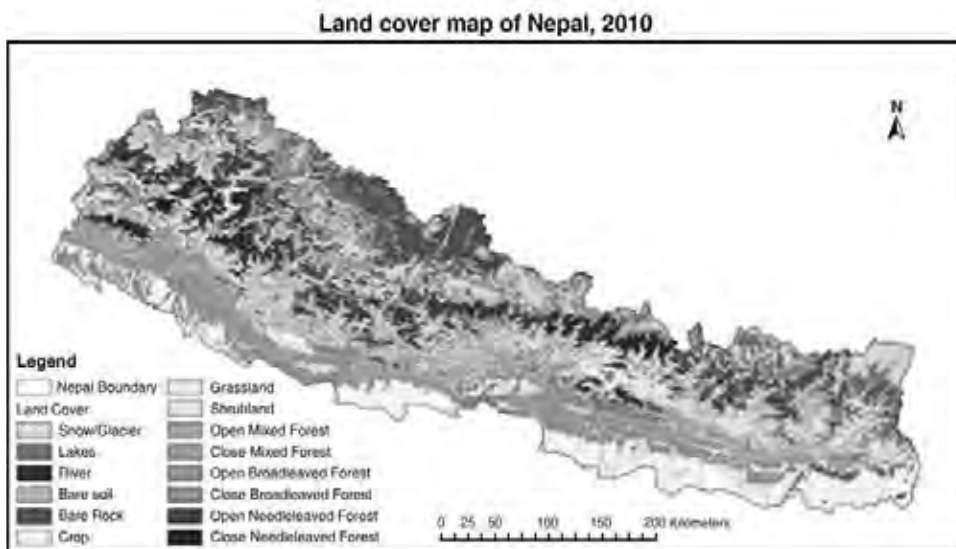 Land cover map of Nepal, 2010
N
Legend
Nepal Boundary
Land Cover
Snow/Glacier
Lakes
River
Bare soil
Bare Rock
Crop
Grassland
Shrubland
Open Mixed Forest
Close Mixed Forest
Open Broadleaved Forest
Close Broadleaved Forest
Open Needleleaved Forest
Close Needleleaved Forest
0 25 50 100 150 200 Kilometers